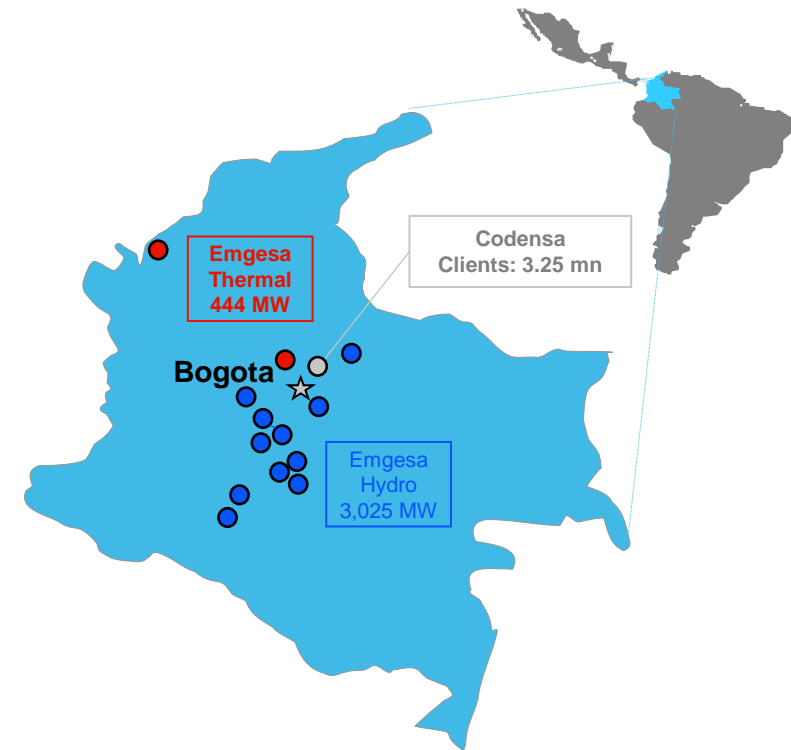 Codensa
Clients: 3.25 mn
Emgesa
Thermal
444 MW
Bogota
Emgesa
Hydro
3,025 MW